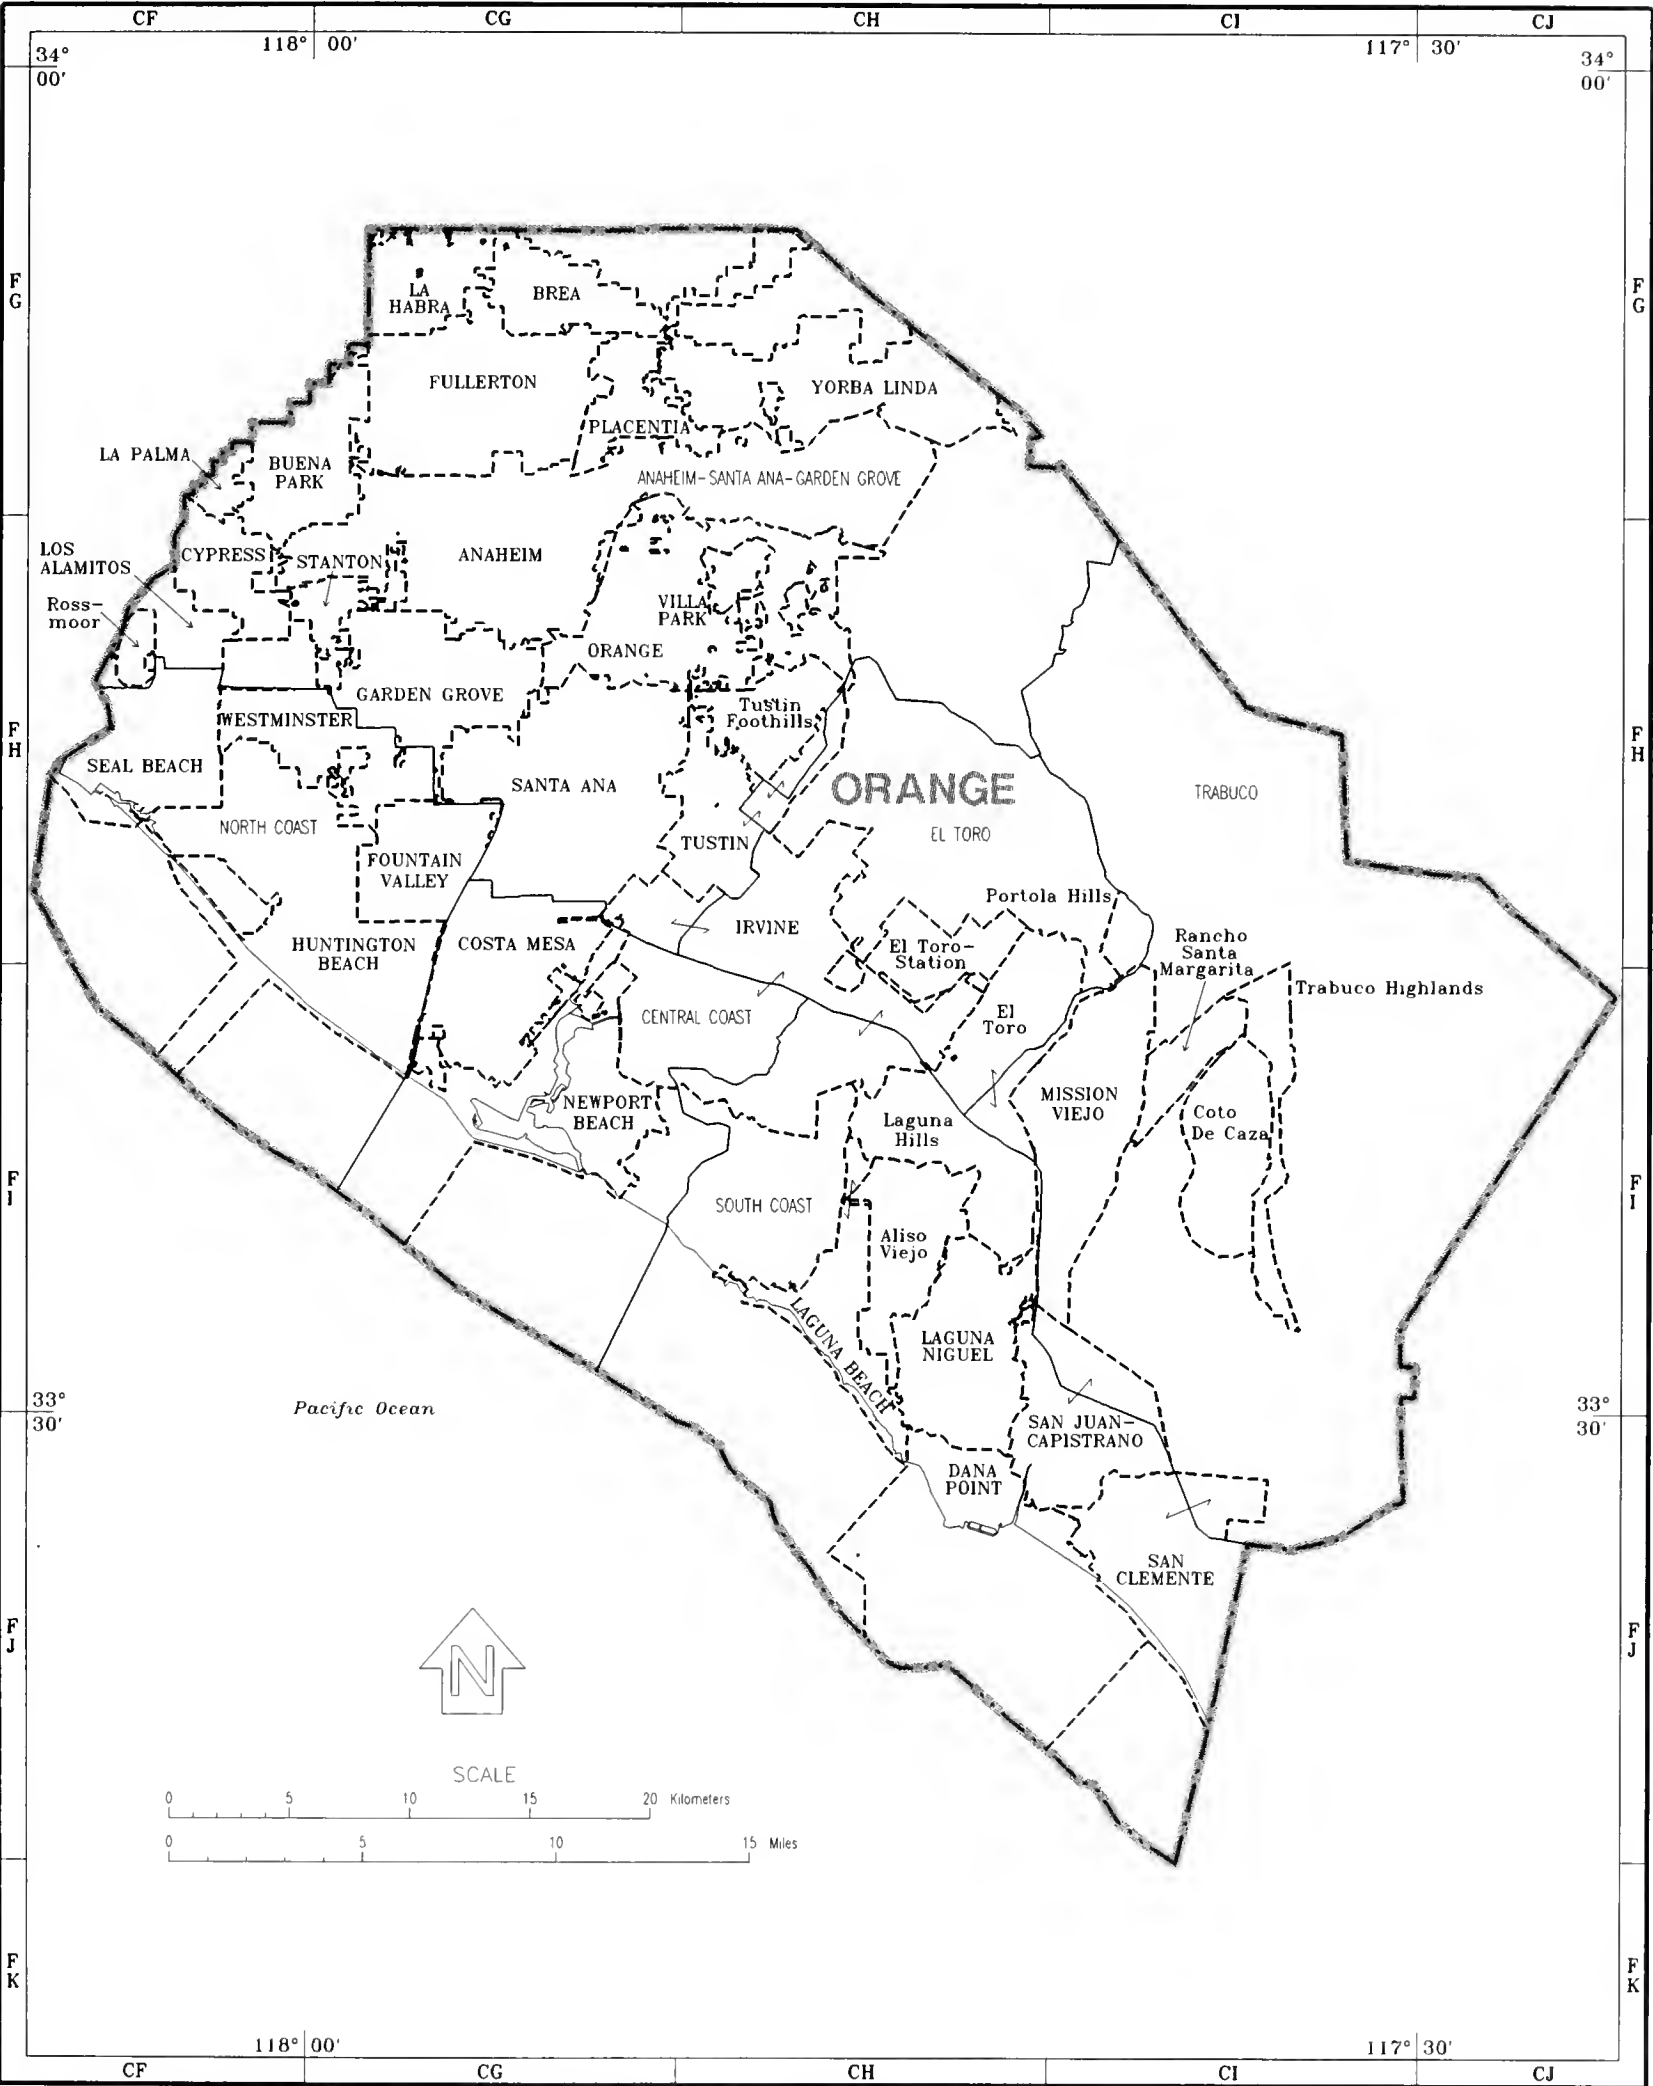 CF
CG
CH
CI
CJ
34°
00'
118° 00'
117° 30'
34°
00'
F
G
F
G
LA
HABRA
BREA
FULLERTON
YORBA LINDA
PLACENTIA
LA PALMA
BUENA
PARK
ANAHEIM-SANTA ANA-GARDEN GROVE
LOS
ALAMITOS
CYPRESS
STANTON
ANAHEIM
Ross-
moor
VILLA
PARK
ORANGE
GARDEN GROVE
WESTMINSTER
Tustin
Foothills
F
H
F
H
SEAL BEACH
SANTA ANA
ORANGE
TRABUCO
NORTH COAST
EL TORO
TUSTIN
FOUNTAIN
VALLEY
Portola Hills
IRVINE
HUNTINGTON
BEACH
COSTA MESA
El Toro-
Station
Rancho
Santa
Margarita
Trabuco Highlands
CENTRAL COAST
El
Toro
NEWPORT
BEACH
MISSION
VIEJO
Laguna
Hills
Coto
De Caza
F
I
F
I
SOUTH COAST
Aliso
Viejo
LAGUNA BEACH
LAGUNA
NIGUEL
33°
30'
Pacific Ocean
33°
30'
SAN JUAN-
CAPISTRANO
DANA
POINT
SAN
CLEMENTE
F
J
F
J
N
SCALE
0 5 10 15 20 Kilometers
0 5 10 15 Miles
F
K
F
K
118° 00'
117° 30'
CF
CG
CH
CI
CJ